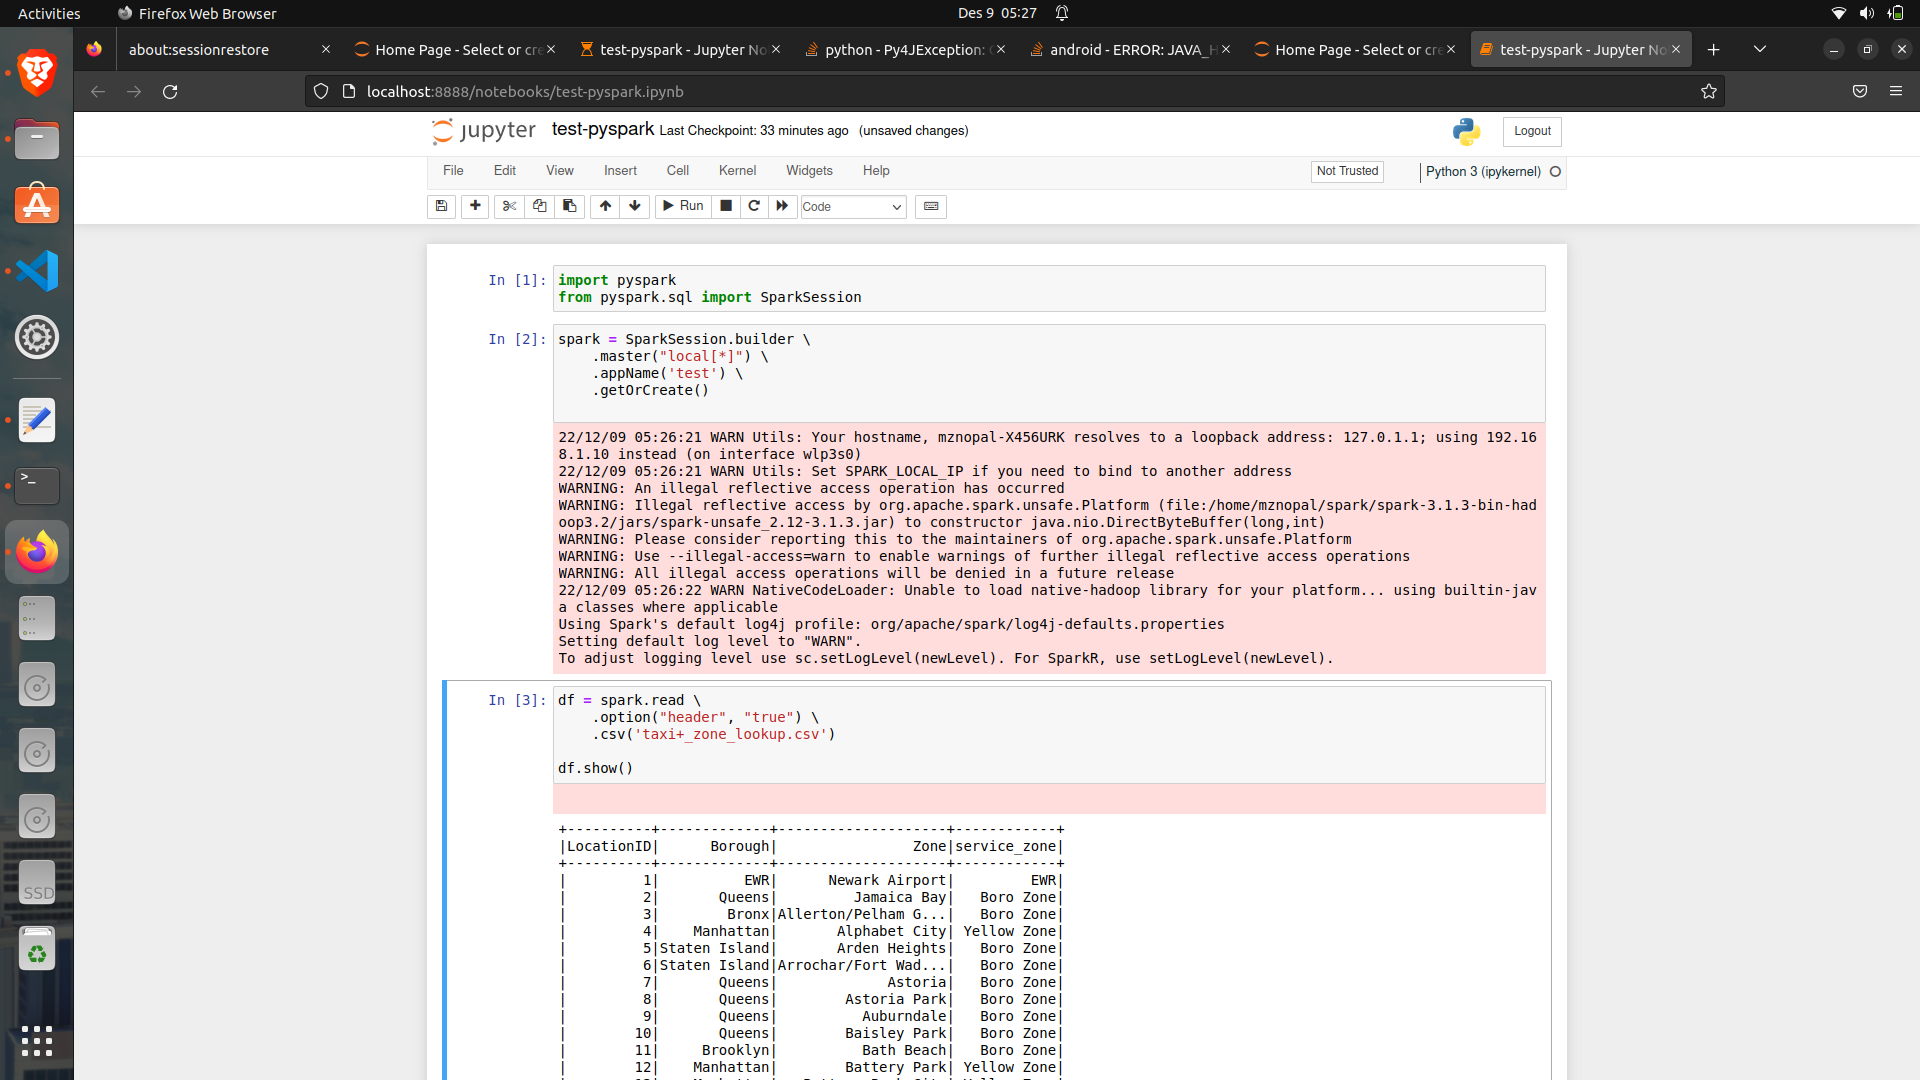 Activities
Firefox Web Browser
Des 9 05:27
about:sessionrestore
Home Page - Select or cre
test-pyspark - Jupyter No
python - Py4JException:
android - ERROR: JAVA_H
Home Page - Select or cre
test-pyspark - Jupyter No
localhost:8888/notebooks/test-pyspark.ipynb
jupyter test-pyspark Last Checkpoint: 33 minutes ago (unsaved changes)
Logout
File Edit View Insert Cell Kernel Widgets Help
Not Trusted
Python 3 (ipykernel)
Run
Code
In [1]: import pyspark
from pyspark.sql import SparkSession
In [2]: spark = SparkSession.builder \
.master("local[*]") \
.appName('test') \
.getOrCreate()
22/12/09 05:26:21 WARN Utils: Your hostname, mznopal-X456URK resolves to a loopback address: 127.0.1.1; using 192.16
8.1.10 instead (on interface wlp3s0)
22/12/09 05:26:21 WARN Utils: Set SPARK_LOCAL_IP if you need to bind to another address
WARNING: An illegal reflective access operation has occurred
WARNING: Illegal reflective access by org.apache.spark.unsafe.Platform (file:/home/mznopal/spark/spark-3.1.3-bin-had
oop3.2/jars/spark-unsafe_2.12-3.1.3.jar) to constructor java.nio.DirectByteBuffer(long,int)
WARNING: Please consider reporting this to the maintainers of org.apache.spark.unsafe.Platform
WARNING: Use --illegal-access=warn to enable warnings of further illegal reflective access operations
WARNING: All illegal access operations will be denied in a future release
22/12/09 05:26:22 WARN NativeCodeLoader: Unable to load native-hadoop library for your platform... using builtin-jav
a classes where applicable
Using Spark's default log4j profile: org/apache/spark/log4j-defaults.properties
Setting default log level to "WARN".
To adjust logging level use sc.setLogLevel(newLevel). For SparkR, use setLogLevel(newLevel).
In [3]: df = spark.read \
.option("header", "true") \
.csv('taxi+_zone_lookup.csv')
df.show()
+----------+-------------+--------------------+------------+
|LocationID|      Borough|                Zone|service_zone|
+----------+-------------+--------------------+------------+
|         1|          EWR|      Newark Airport|         EWR|
|         2|       Queens|         Jamaica Bay|   Boro Zone|
|         3|        Bronx|Allerton/Pelham G...|   Boro Zone|
|         4|    Manhattan|       Alphabet City| Yellow Zone|
|         5|Staten Island|       Arden Heights|   Boro Zone|
|         6|Staten Island|Arrochar/Fort Wad...|   Boro Zone|
|         7|       Queens|             Astoria|   Boro Zone|
|         8|       Queens|        Astoria Park|   Boro Zone|
|         9|       Queens|          Auburndale|   Boro Zone|
|        10|       Queens|        Baisley Park|   Boro Zone|
|        11|     Brooklyn|          Bath Beach|   Boro Zone|
|        12|    Manhattan|        Battery Park| Yellow Zone|
SSD